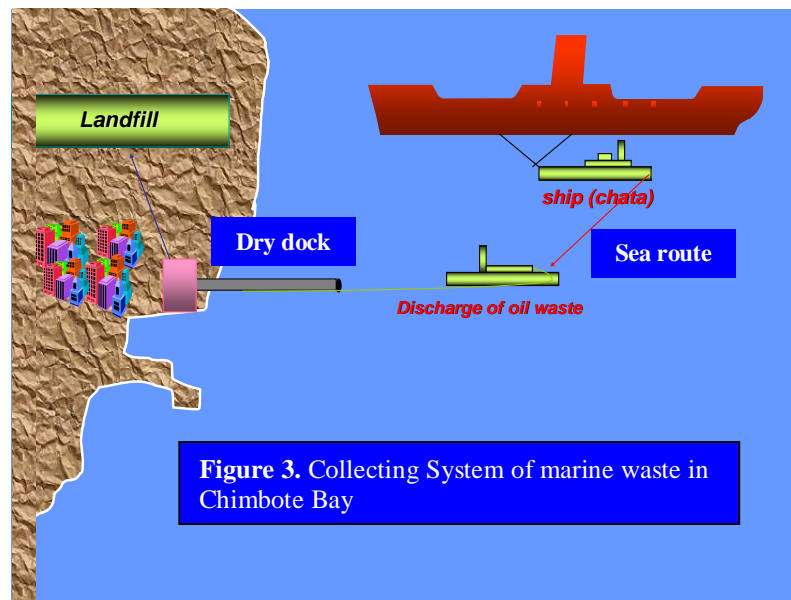 Landfill
ship (chata)
Dry dock
Sea route
Discharge of oil waste
Figure 3. Collecting System of marine waste in
Chimbote Bay